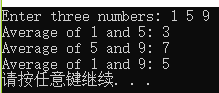 Enter three numbers: 1 5 9
Average of 1 and 5: 3
Average of 5 and 9: 7
Average of 1 and 9: 5
请按任意键继续. . .